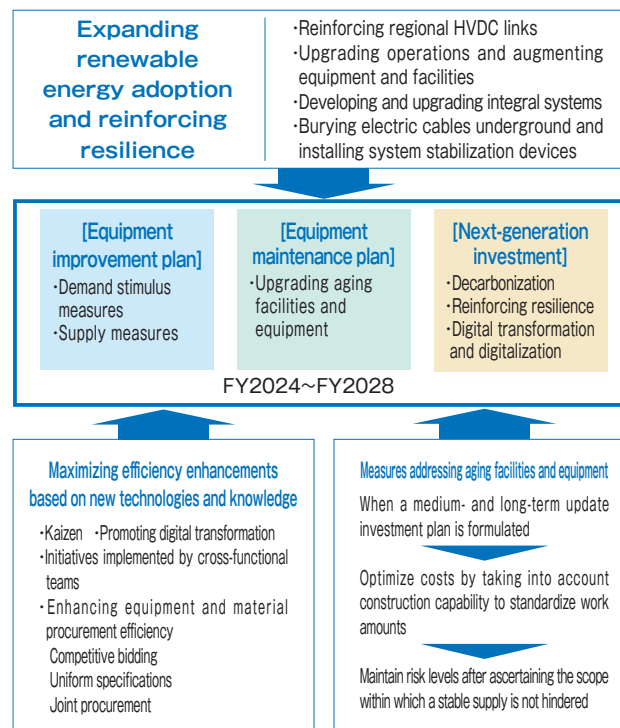 Expanding
renewable
energy adoption
and reinforcing
resilience
･Reinforcing regional HVDC links
･Upgrading operations and augmenting
equipment and facilities
･Developing and upgrading integral systems
･Burying electric cables underground and
installing system stabilization devices
[Equipment
improvement plan]
･Demand stimulus
measures
･Supply measures
[Equipment
maintenance plan]
･Upgrading aging
facilities and
equipment
[Next-generation
investment]
･Decarbonization
･Reinforcing resilience
･Digital transformation
and digitalization
FY2024～FY2028
Maximizing efficiency enhancements
based on new technologies and knowledge
･Kaizen ･Promoting digital transformation
･Initiatives implemented by cross-functional
teams
･Enhancing equipment and material
procurement efficiency
Competitive bidding
Uniform specifications
Joint procurement
Measures addressing aging facilities and equipment
When a medium- and long-term update
investment plan is formulated
Optimize costs by taking into account
construction capability to standardize work
amounts
Maintain risk levels after ascertaining the scope
within which a stable supply is not hindered